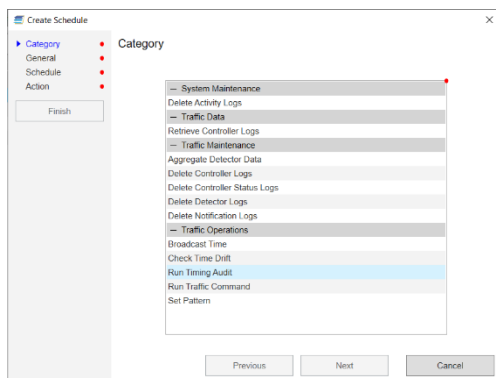 Create Schedule
Category
General
Schedule
Action
Finish
Category
— System Maintenance
Delete Activity Logs
— Traffic Data
Retrieve Controller Logs
— Traffic Maintenance
Aggregate Detector Data
Delete Controller Logs
Delete Controller Status Logs
Delete Detector Logs
Delete Notification Logs
— Traffic Operations
Broadcast Time
Check Time Drift
Run Timing Audit
Run Traffic Command
Set Pattern
Previous Next Cancel